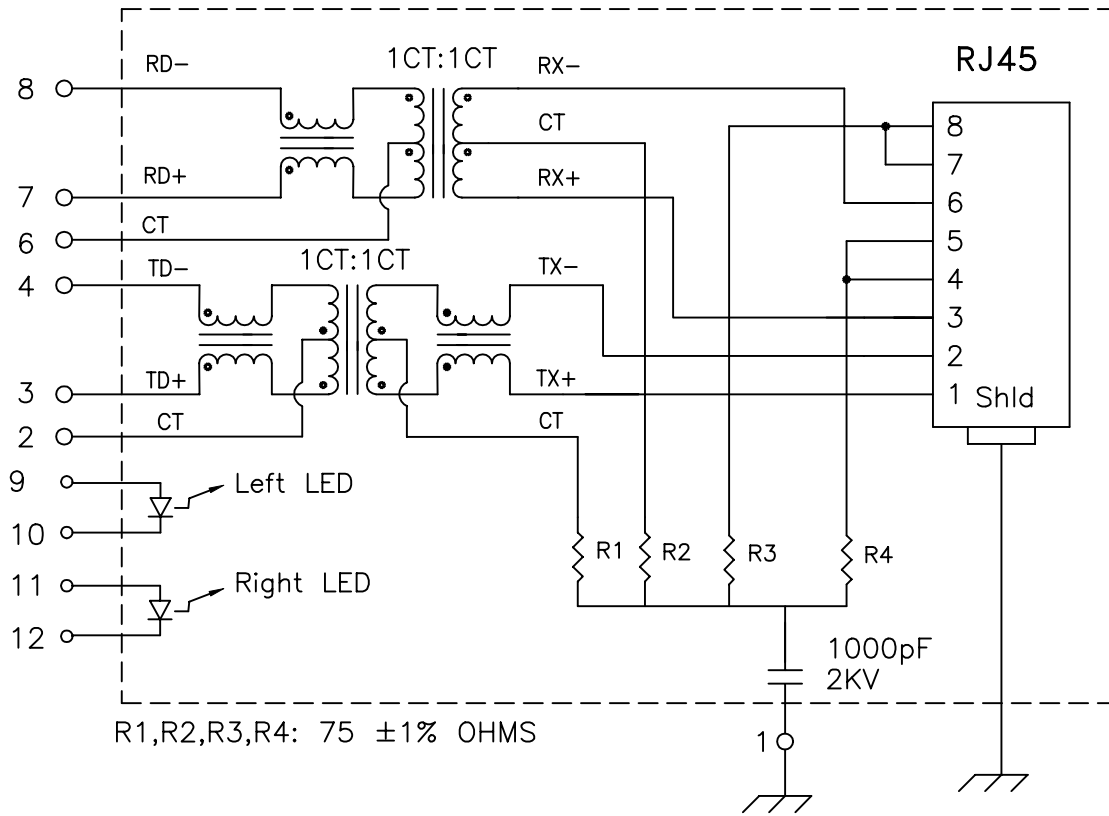 1CT:1CT
RJ45
8
RD-
RX-
CT
8
7
7
RD+
RX+
6
6
CT
5
1CT:1CT
4
TD-
TX-
4
3
2
3
TD+
TX+
1 Shld
2
CT
CT
9
Left LED
10
R1
R2
R3
R4
11
Right LED
12
1000pF
2KV
R1,R2,R3,R4: 75 ±1% OHMS
1